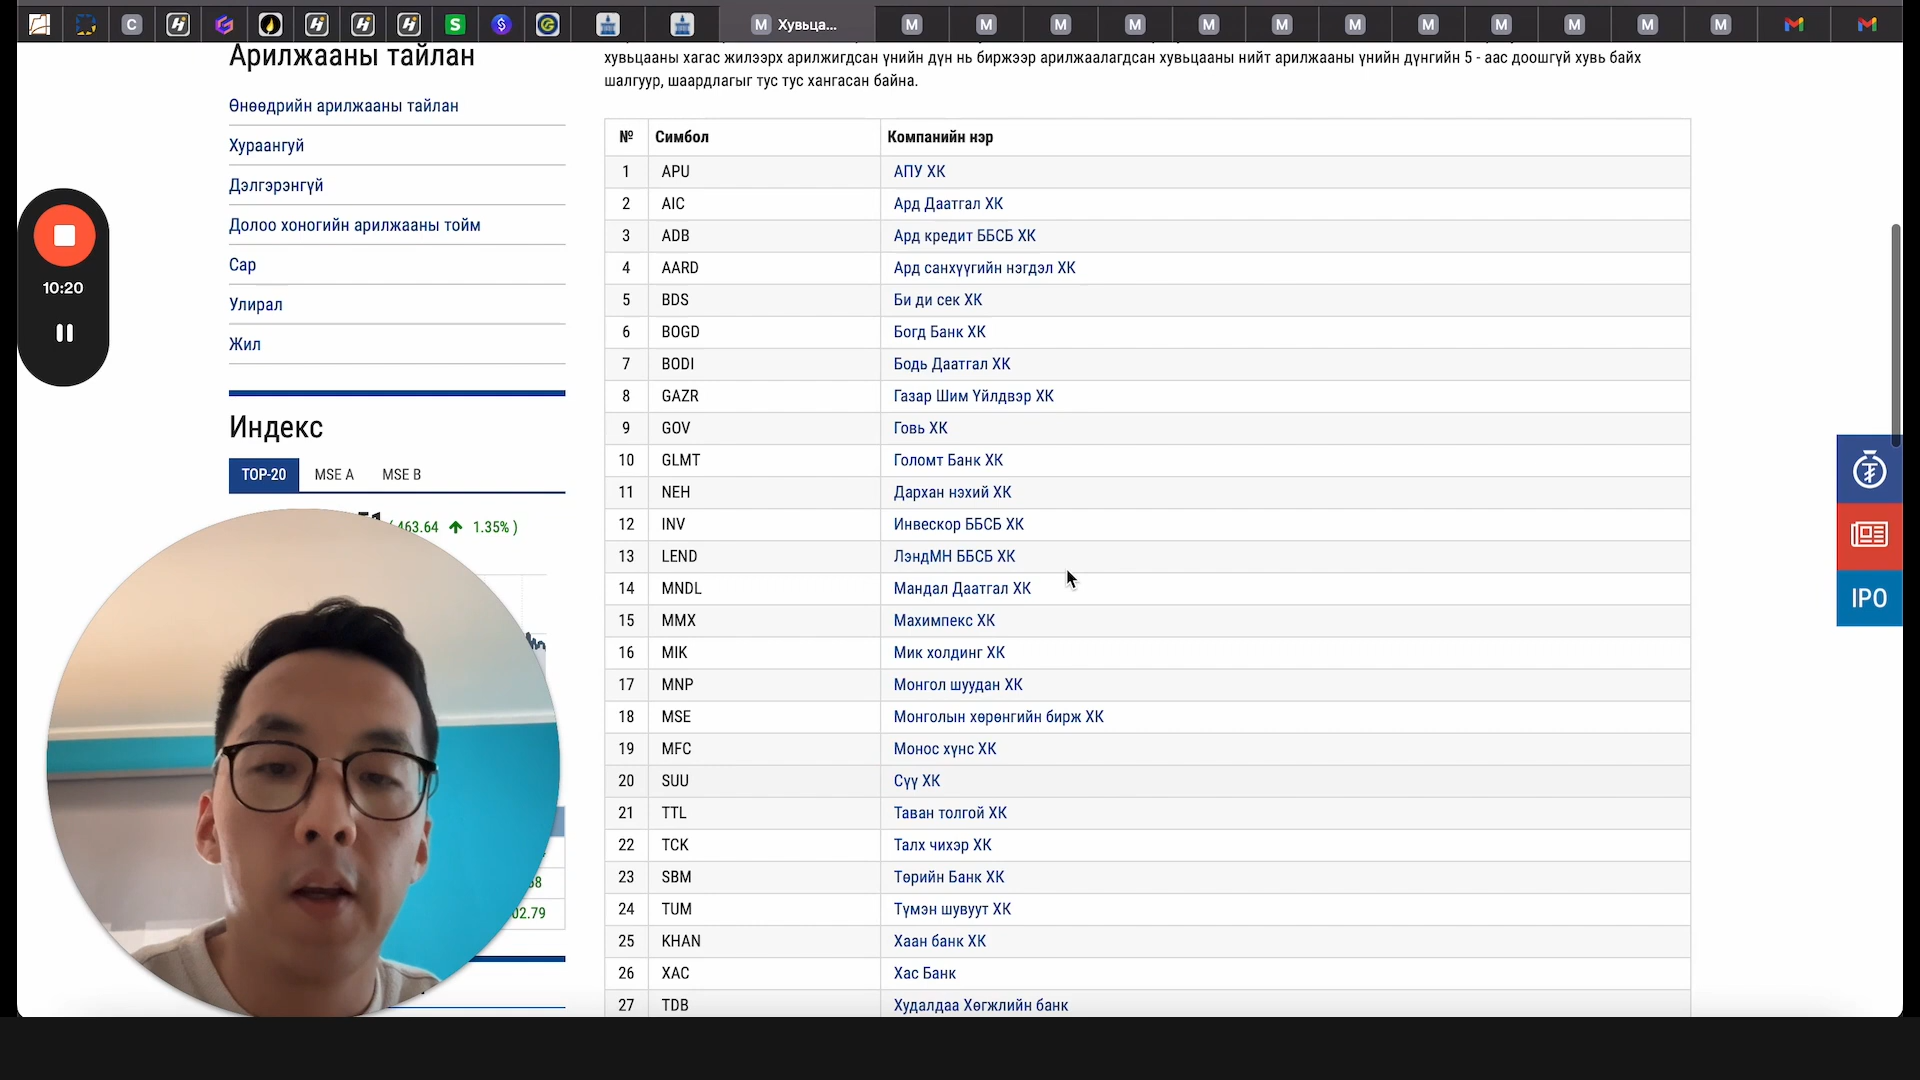 C
S
M Хувьца...
M
M
M
M
M
M
M
M
M
M
M
M
M
M
10:20
Арилжааны тайлан
Өнөөдрийн арилжааны тайлан
Хураангуй
Дэлгэрэнгүй
Долоо хоногийн арилжааны тойм
Сар
Улирал
Жил
Индекс
TOP-20 MSE A MSE B
463.64 1.35% )
02.79
хувьцааны хагас жилээрх арилжигдсан үнийн дүн нь биржээр арилжаалагдсан хувьцааны нийт арилжааны үнийн дүнгийн 5 - аас доошгүй хувь байх
шалгуур, шаардлагыг тус тус хангасан байна.
№ Симбол Компанийн нэр
1 APU АПУ ХК
2 AIC Ард Даатгал ХК
3 ADB Ард кредит ББСБ ХК
4 AARD Ард санхүүгийн нэгдэл ХК
5 BDS Би ди сек ХК
6 BOGD Богд Банк ХК
7 BODI Бодь Даатгал ХК
8 GAZR Газар Шим Үйлдвэр ХК
9 GOV Говь ХК
10 GLMT Голомт Банк ХК
11 NEH Дархан нэхий ХК
12 INV Инвескор ББСБ ХК
13 LEND ЛэндМН ББСБ ХК
14 MNDL Мандал Даатгал ХК
15 MMX Махимпекс ХК
16 MIK Мик холдинг ХК
17 MNP Монгол шуудан ХК
18 MSE Монголын хөрөнгийн бирж ХК
19 MFC Монос хүнс ХК
20 SUU Сүү ХК
21 TTL Таван толгой ХК
22 TCK Талх чихэр ХК
23 SBM Төрийн Банк ХК
24 TUM Түмэн шувуут ХК
25 KHAN Хаан банк ХК
26 XAC Хас Банк
27 TDB Худалдаа Хөгжлийн банк
IPO